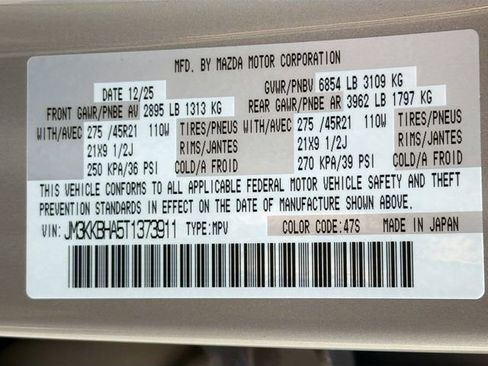 MFD. BY MAZDA MOTOR CORPORATION
DATE 12/25 GVWR/PNBV 6854 LB 3109 KG
FRONT GAWR/PNBE AV 2895 LB 1313 KG REAR GAWR/PNBE AR 3962 LB 1797 KG
WITH/AVEC 275 /45R21 110W TIRES/PNEUS WITH/AVEC 275 /45R21 110W TIRES/PNEUS
21X9 1/2J RIMS/JANTES 21X9 1/2J RIMS/JANTES
250 KPA/36 PSI COLD/A FROID 270 KPA/39 PSI COLD/A FROID
THIS VEHICLE CONFORMS TO ALL APPLICABLE FEDERAL MOTOR VEHICLE SAFETY AND THEFT
PREVENTION STANDARDS IN EFFECT ON THE DATE OF MANUFACTURE SHOWN ABOVE.
VIN: JM3KKBHA5T1373911 TYPE: MPV COLOR CODE: 47S MADE IN JAPAN